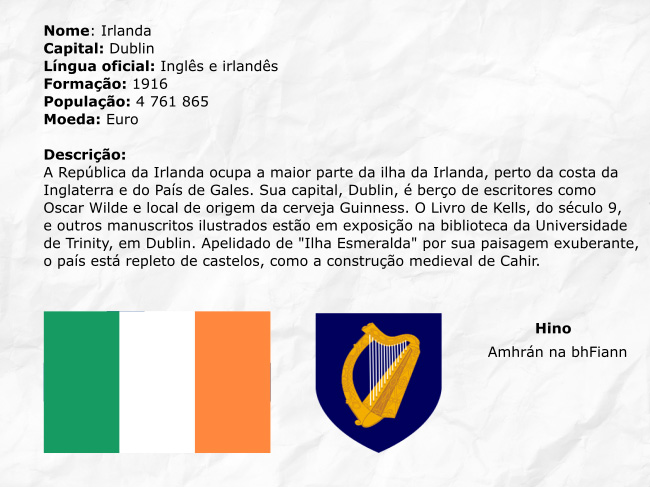 Nome: Irlanda
Capital: Dublin
Língua oficial: Inglês e irlandês
Formação: 1916
População: 4 761 865
Moeda: Euro
Descrição:
A República da Irlanda ocupa a maior parte da ilha da Irlanda, perto da costa da
Inglaterra e do País de Gales. Sua capital, Dublin, é berço de escritores como
Oscar Wilde e local de origem da cerveja Guinness. O Livro de Kells, do século 9,
e outros manuscritos ilustrados estão em exposição na biblioteca da Universidade
de Trinity, em Dublin. Apelidado de "Ilha Esmeralda" por sua paisagem exuberante,
o país está repleto de castelos, como a construção medieval de Cahir.
Hino
Amhrán na bhFiann